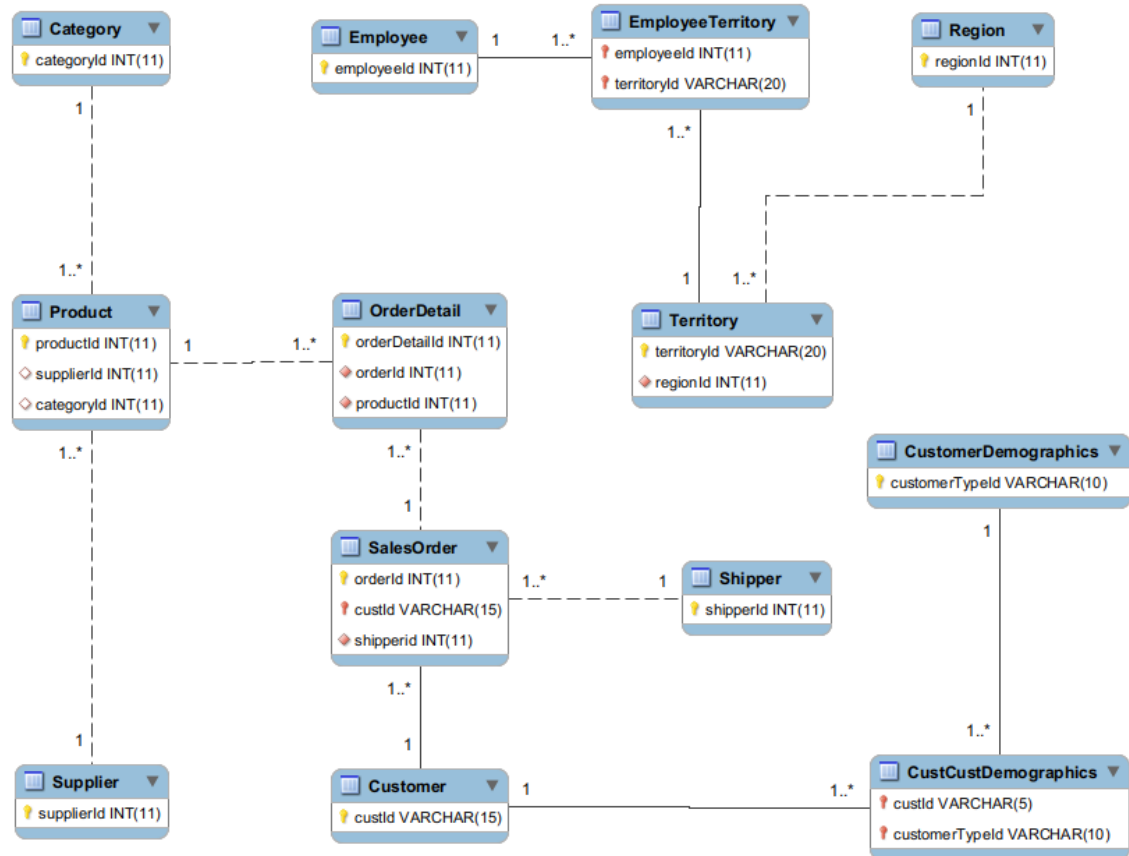 Category
categoryId INT(11)
1
1..*
Employee
employeeId INT(11)
1
1..*
EmployeeTerritory
employeeId INT(11)
territoryId VARCHAR(20)
1..*
1
Region
regionId INT(11)
1
1..*
Product
productId INT(11)
supplierId INT(11)
categoryId INT(11)
1
1..*
1..*
1
OrderDetail
orderDetailId INT(11)
orderId INT(11)
productId INT(11)
1..*
1
Territory
territoryId VARCHAR(20)
regionId INT(11)
CustomerDemographics
customerTypeId VARCHAR(10)
1
1..*
SalesOrder
orderId INT(11)
custId VARCHAR(15)
shipperid INT(11)
1..*
1
1..*
1
Shipper
shipperId INT(11)
Supplier
supplierId INT(11)
Customer
custId VARCHAR(15)
1
1..*
CustCustDemographics
custId VARCHAR(5)
customerTypeId VARCHAR(10)